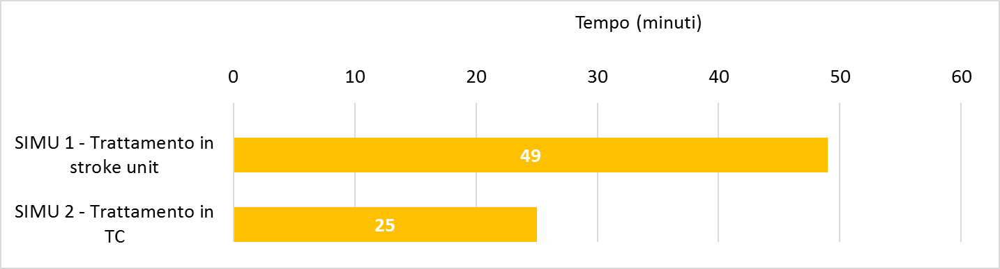 Tempo (minuti)
0 10 20 30 40 50 60
SIMU 1 - Trattamento in
stroke unit
49
SIMU 2 - Trattamento in
TC
25